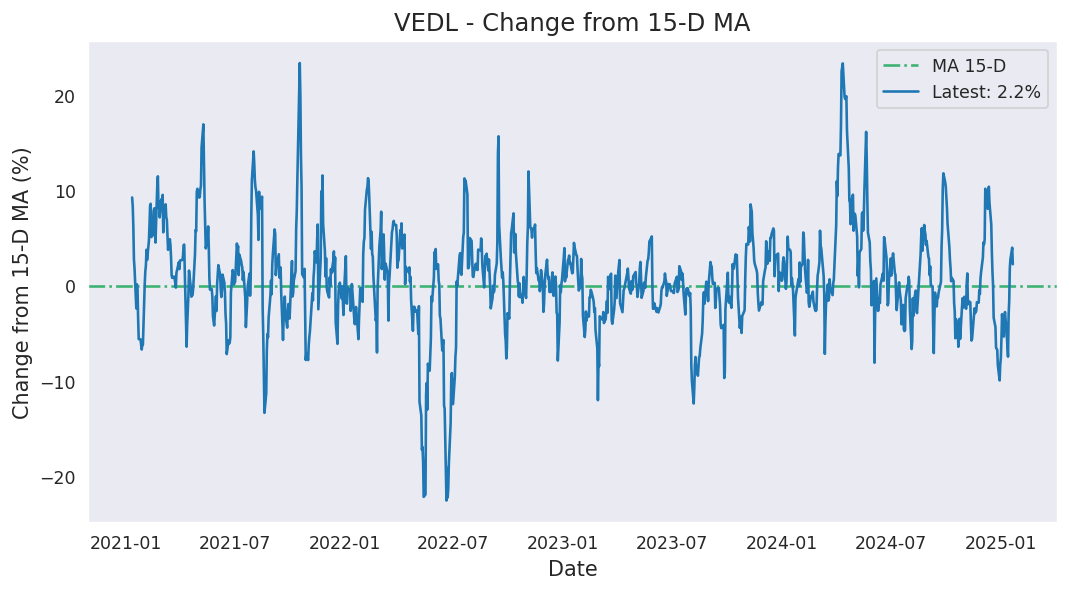 VEDL - Change from 15-D MA
MA 15-D
Latest: 2.2%
Change from 15-D MA (%)
20
10
0
−10
−20
2021-01 2021-07 2022-01 2022-07 2023-01 2023-07 2024-01 2024-07 2025-01
Date